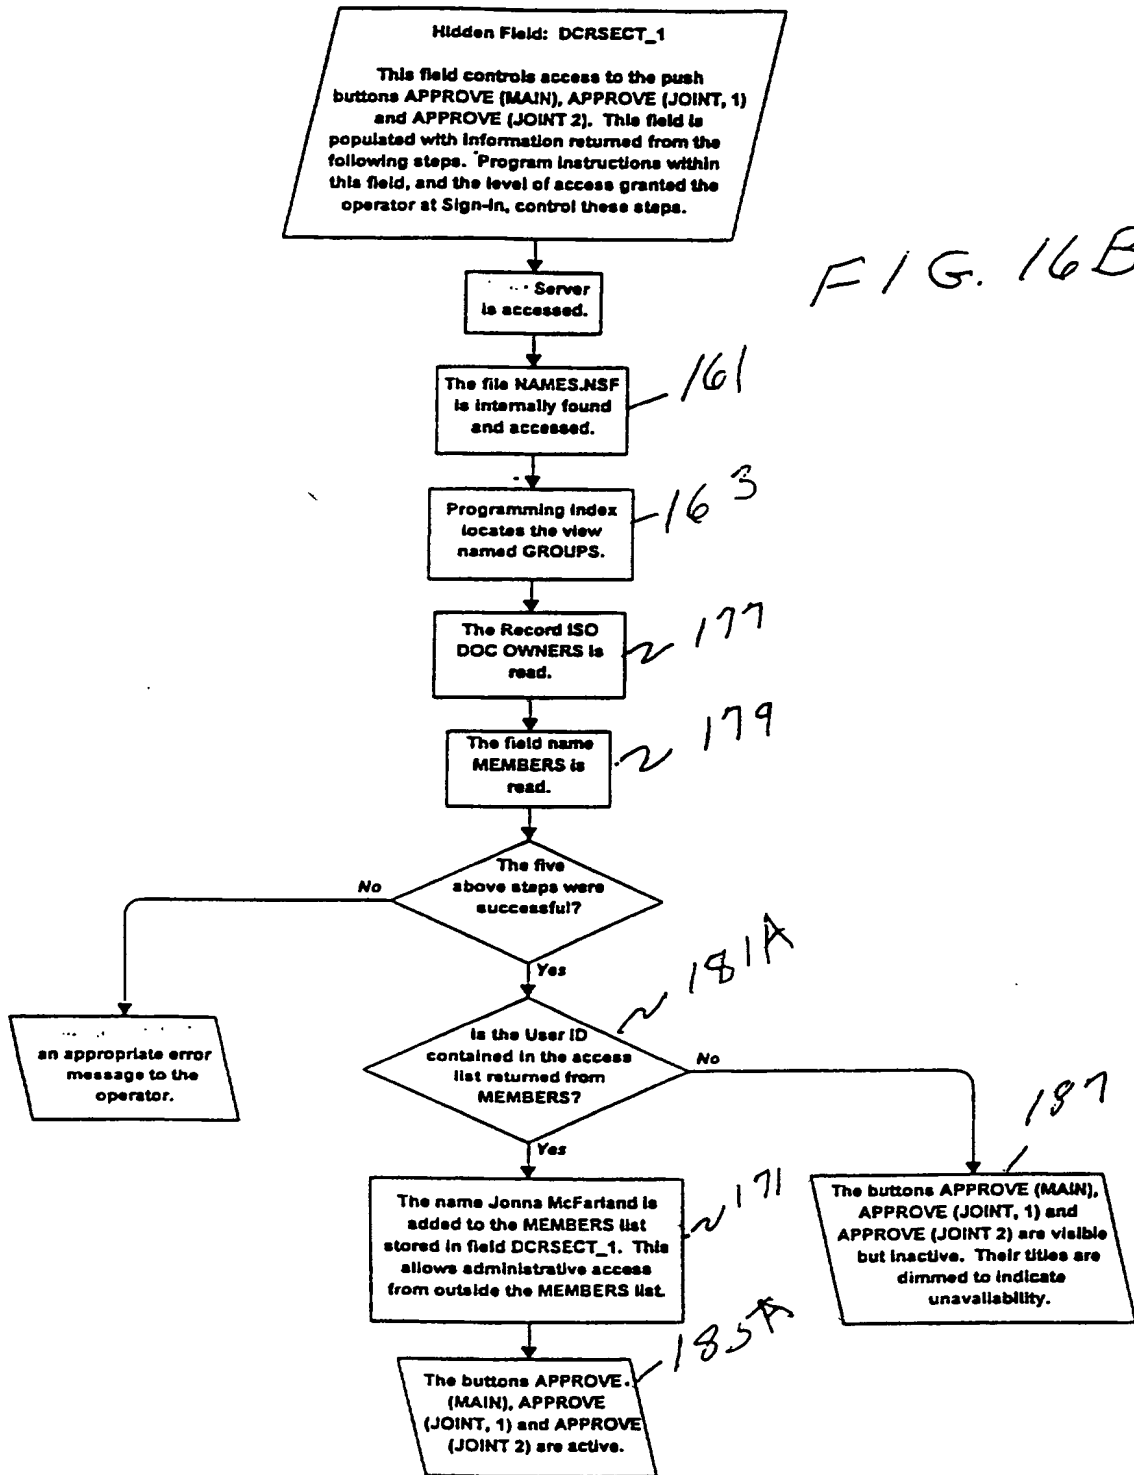 Hidden Field: DCRSECT_1
This field controls access to the push
buttons APPROVE (MAIN), APPROVE (JOINT, 1)
and APPROVE (JOINT 2). This field is
populated with information returned from the
following steps. Program instructions within
this field, and the level of access granted the
operator at Sign-In, control these steps.
FIG. 16B
Server
is accessed.
The file NAMES.NSF
is internally found
and accessed.
161
Programming index
locates the view
named GROUPS.
163
The Record ISO
DOC OWNERS is
read.
177
The field name
MEMBERS is
read.
179
The five
above steps were
successful?
No
Yes
an appropriate error
message to the
operator.
181A
Is the User ID
contained in the access
list returned from
MEMBERS?
No
Yes
187
The buttons APPROVE (MAIN),
APPROVE (JOINT, 1) and
APPROVE (JOINT 2) are visible
but inactive. Their titles are
dimmed to indicate
unavailability.
The name Jonna McFarland is
added to the MEMBERS list
stored in field DCRSECT_1. This
allows administrative access
from outside the MEMBERS list.
171
185A
The buttons APPROVE
(MAIN), APPROVE
(JOINT, 1) and APPROVE
(JOINT 2) are active.